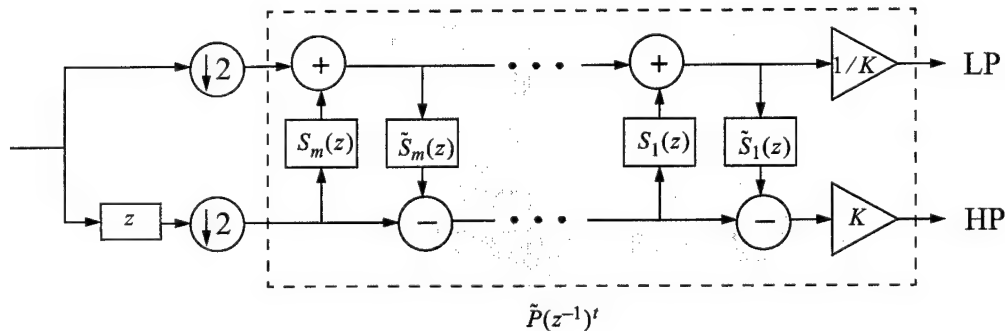 ↓2 + • • • + 1/K LP
S_m(z) S̃_m(z) S_1(z) S̃_1(z)
z ↓2 − • • • − K HP
P̃(z⁻¹)ᵗ